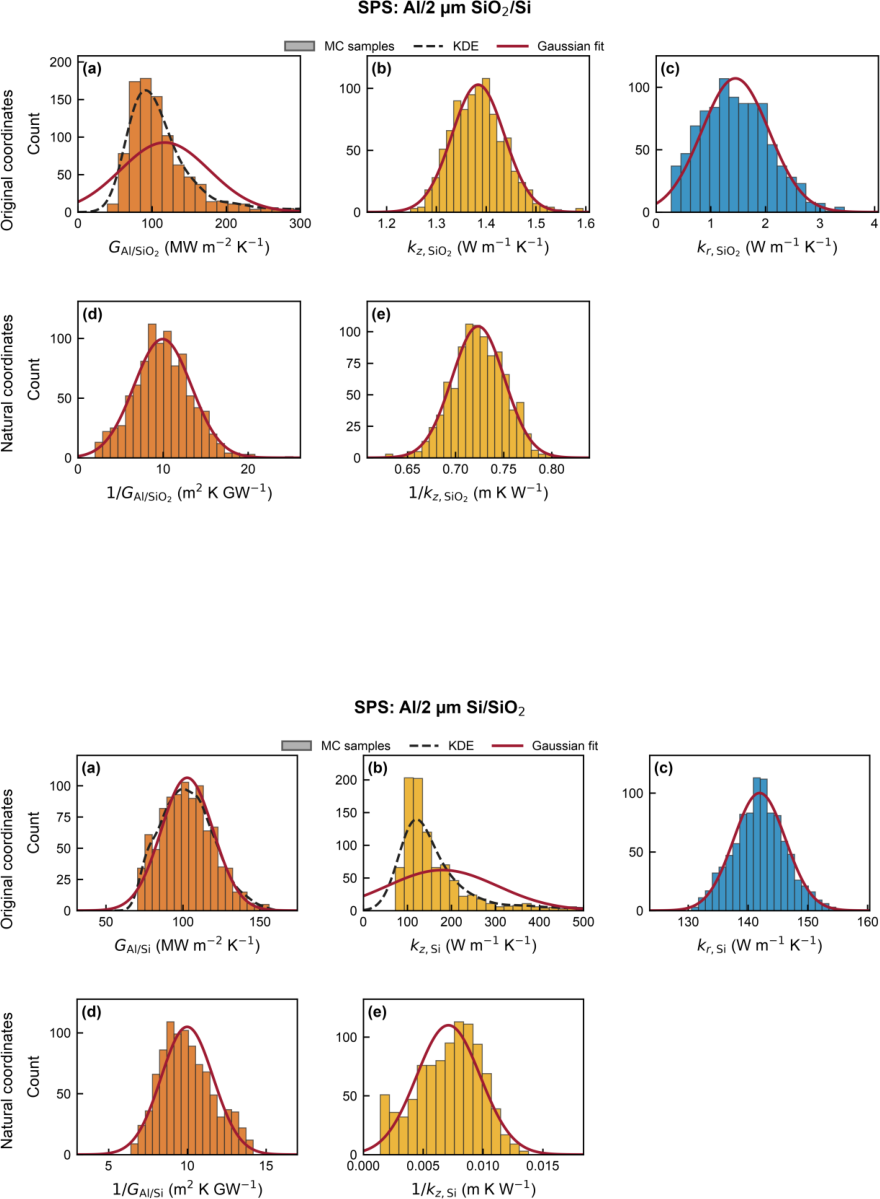 SPS: Al/2 µm SiO₂/Si
MC samples KDE Gaussian fit
Original coordinates
Count
(a)
200
150
100
50
0
0 100 200 300
G_Al/SiO₂ (MW m⁻² K⁻¹)
(b)
100
50
0
1.2 1.3 1.4 1.5 1.6
k_z, SiO₂ (W m⁻¹ K⁻¹)
(c)
100
50
0
0 1 2 3 4
k_r, SiO₂ (W m⁻¹ K⁻¹)
Natural coordinates
Count
(d)
100
50
0
0 10 20
1/G_Al/SiO₂ (m² K GW⁻¹)
(e)
100
75
50
25
0
0.65 0.70 0.75 0.80
1/k_z, SiO₂ (m K W⁻¹)
SPS: Al/2 µm Si/SiO₂
MC samples KDE Gaussian fit
Original coordinates
Count
(a)
100
75
50
25
0
50 100 150
G_Al/Si (MW m⁻² K⁻¹)
(b)
200
150
100
50
0
0 100 200 300 400 500
k_z, Si (W m⁻¹ K⁻¹)
(c)
100
50
0
130 140 150 160
k_r, Si (W m⁻¹ K⁻¹)
Natural coordinates
Count
(d)
100
50
0
5 10 15
1/G_Al/Si (m² K GW⁻¹)
(e)
100
50
0
0.000 0.005 0.010 0.015
1/k_z, Si (m K W⁻¹)